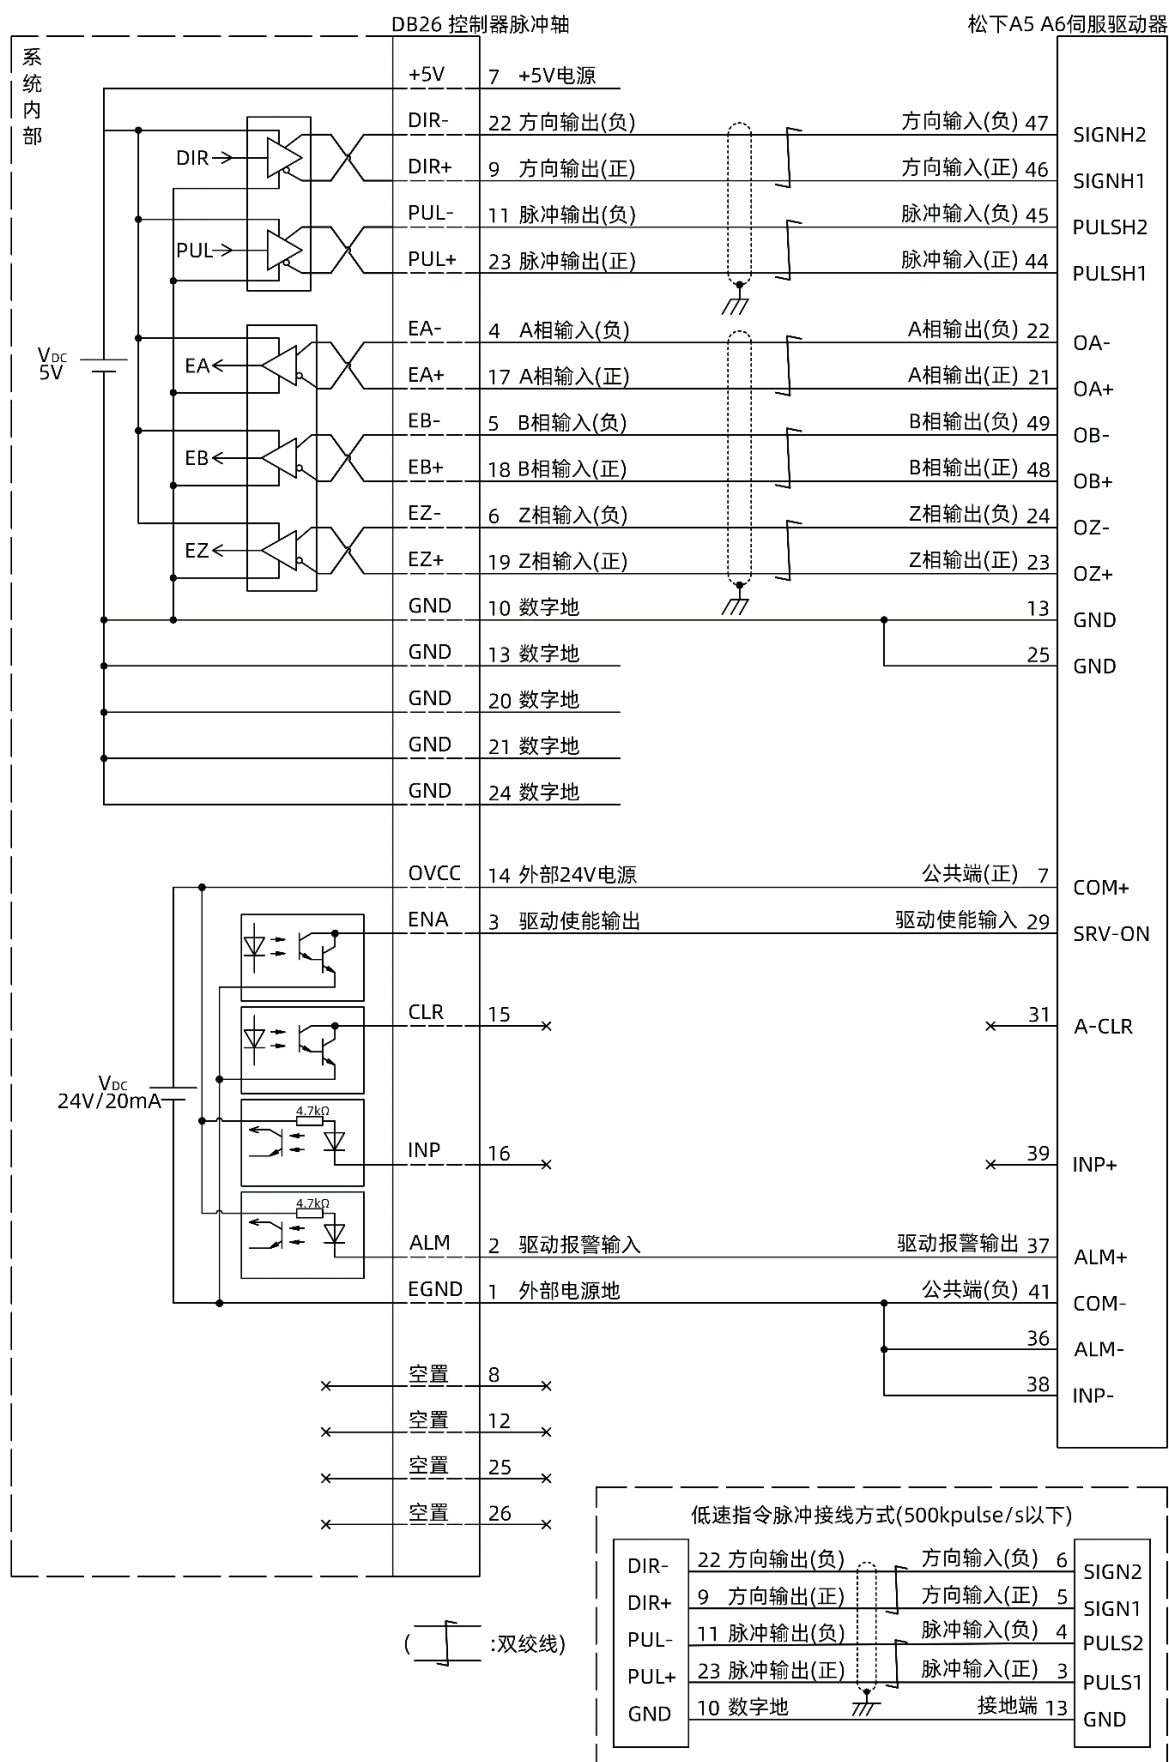 DB26 控制器脉冲轴
松下A5 A6伺服驱动器
系统内部
+5V 7 +5V电源
DIR- 22 方向输出(负) 方向输入(负) 47 SIGNH2
DIR
DIR+ 9 方向输出(正) 方向输入(正) 46 SIGNH1
PUL- 11 脉冲输出(负) 脉冲输入(负) 45 PULSH2
PUL
PUL+ 23 脉冲输出(正) 脉冲输入(正) 44 PULSH1
EA- 4 A相输入(负) A相输出(负) 22 OA-
VDC
5V
EA
EA+ 17 A相输入(正) A相输出(正) 21 OA+
EB- 5 B相输入(负) B相输出(负) 49 OB-
EB
EB+ 18 B相输入(正) B相输出(正) 48 OB+
EZ- 6 Z相输入(负) Z相输出(负) 24 OZ-
EZ
EZ+ 19 Z相输入(正) Z相输出(正) 23 OZ+
GND 10 数字地 13 GND
GND 13 数字地 25 GND
GND 20 数字地
GND 21 数字地
GND 24 数字地
OVCC 14 外部24V电源 公共端(正) 7 COM+
ENA 3 驱动使能输出 驱动使能输入 29 SRV-ON
CLR 15 31 A-CLR
VDC
24V/20mA
4.7kΩ
INP 16 39 INP+
4.7kΩ
ALM 2 驱动报警输入 驱动报警输出 37 ALM+
EGND 1 外部电源地 公共端(负) 41 COM-
36 ALM-
空置 8 38 INP-
空置 12
空置 25
空置 26
低速指令脉冲接线方式(500kpulse/s以下)
DIR- 22 方向输出(负) 方向输入(负) 6 SIGN2
DIR+ 9 方向输出(正) 方向输入(正) 5 SIGN1
PUL- 11 脉冲输出(负) 脉冲输入(负) 4 PULS2
PUL+ 23 脉冲输出(正) 脉冲输入(正) 3 PULS1
GND 10 数字地 接地端 13 GND
( :双绞线)